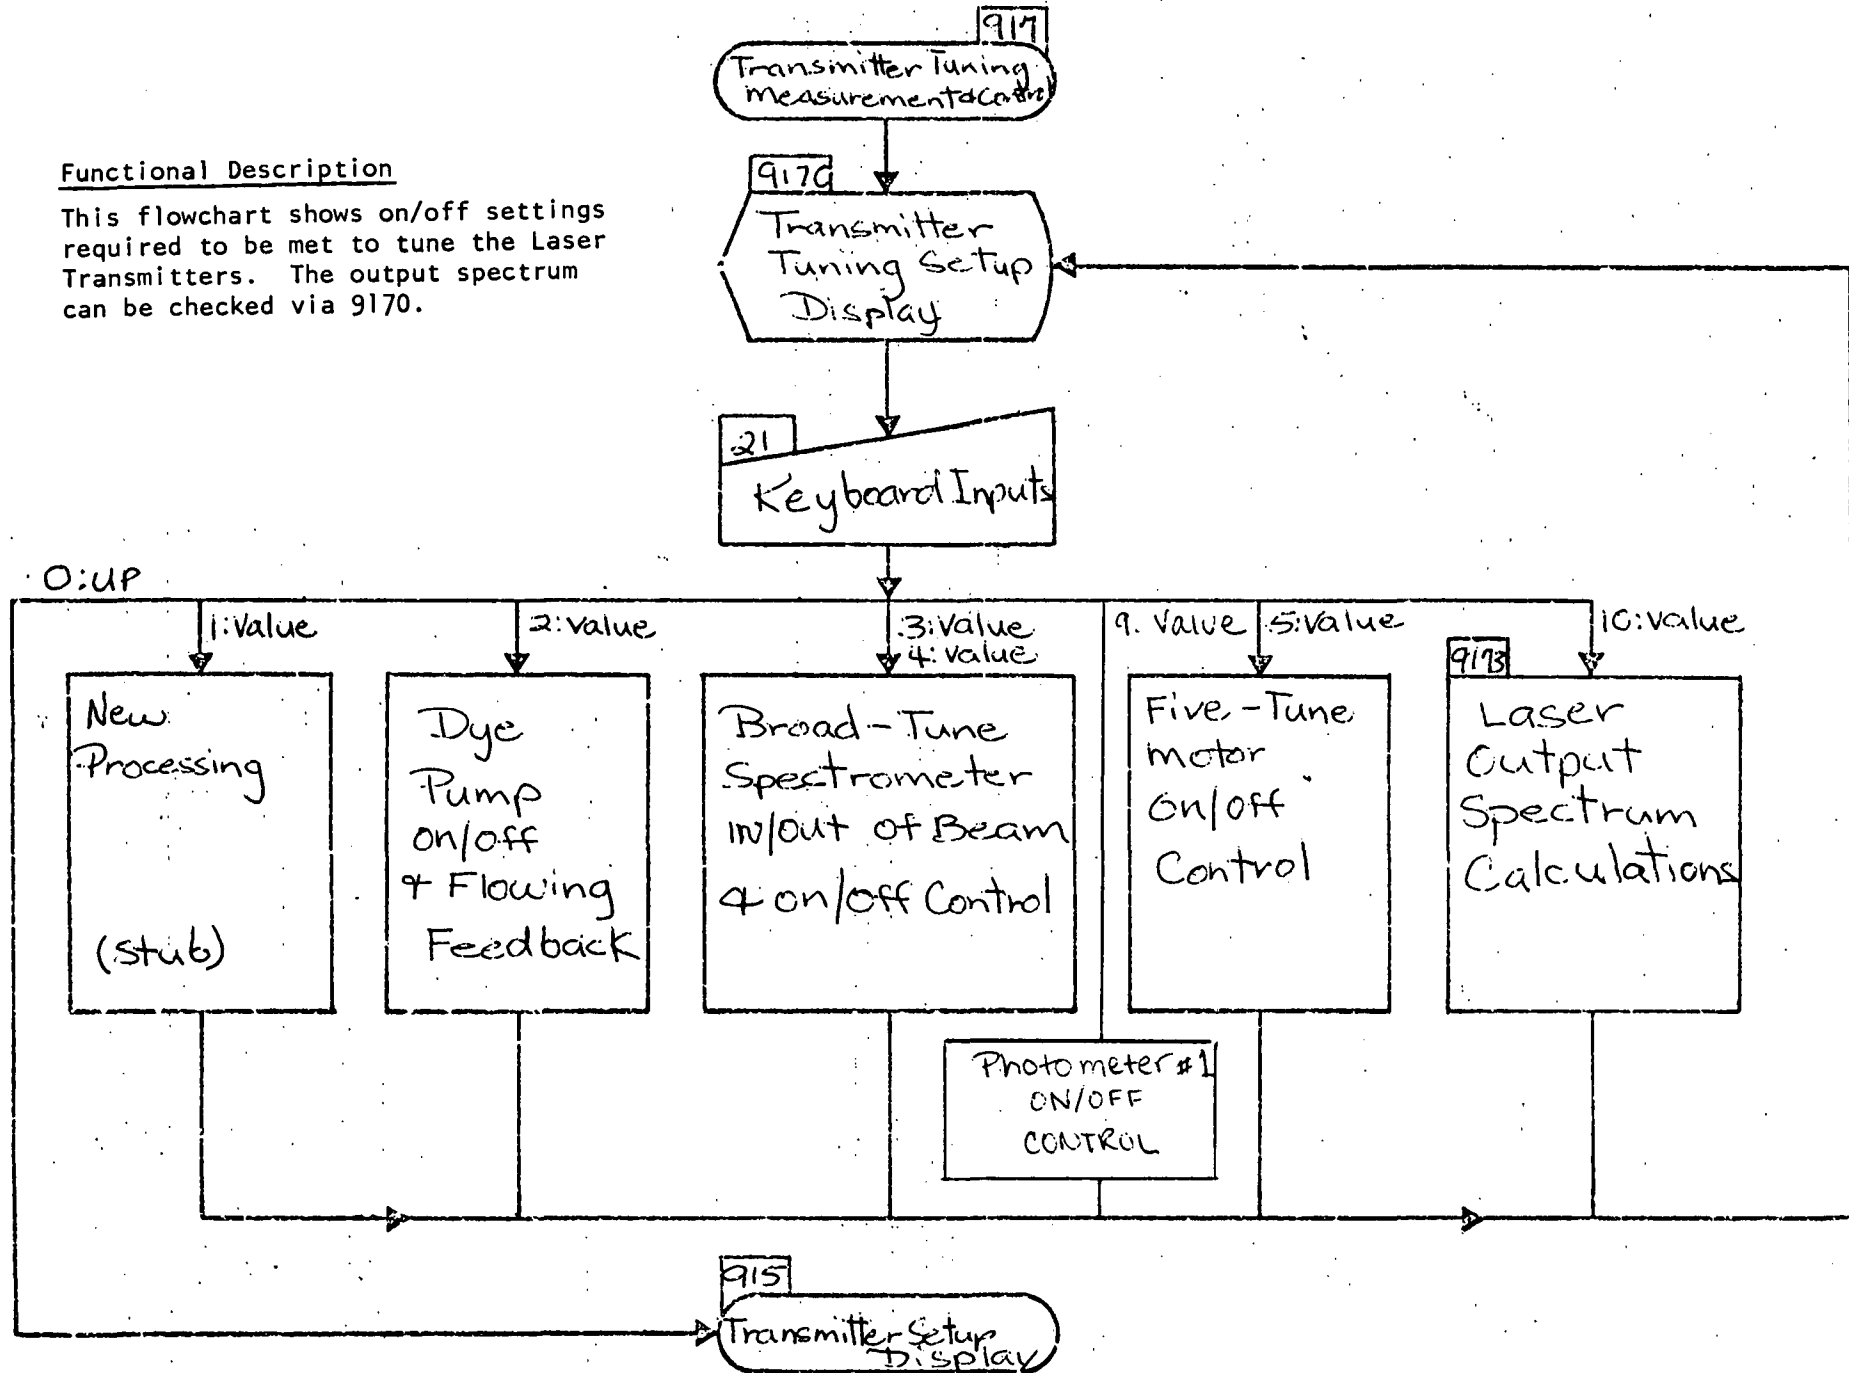 917
Transmitter Tuning
Measurement & Control
Functional Description
This flowchart shows on/off settings
required to be met to tune the Laser
Transmitters. The output spectrum
can be checked via 9170.
9170
Transmitter
Tuning Setup
Display
21
Keyboard Inputs
0:UP
1:Value
2:Value
3:Value
4:Value
9. Value
5:Value
10:Value
New
Processing
(stub)
Dye
Pump
on/off
& Flowing
Feedback
Broad-Tune
Spectrometer
in/out of Beam
& on/off Control
Five-Tune
motor
on/off
Control
9173
Laser
Output
Spectrum
Calculations
Photometer #1
ON/OFF
CONTROL
915
Transmitter Setup
Display